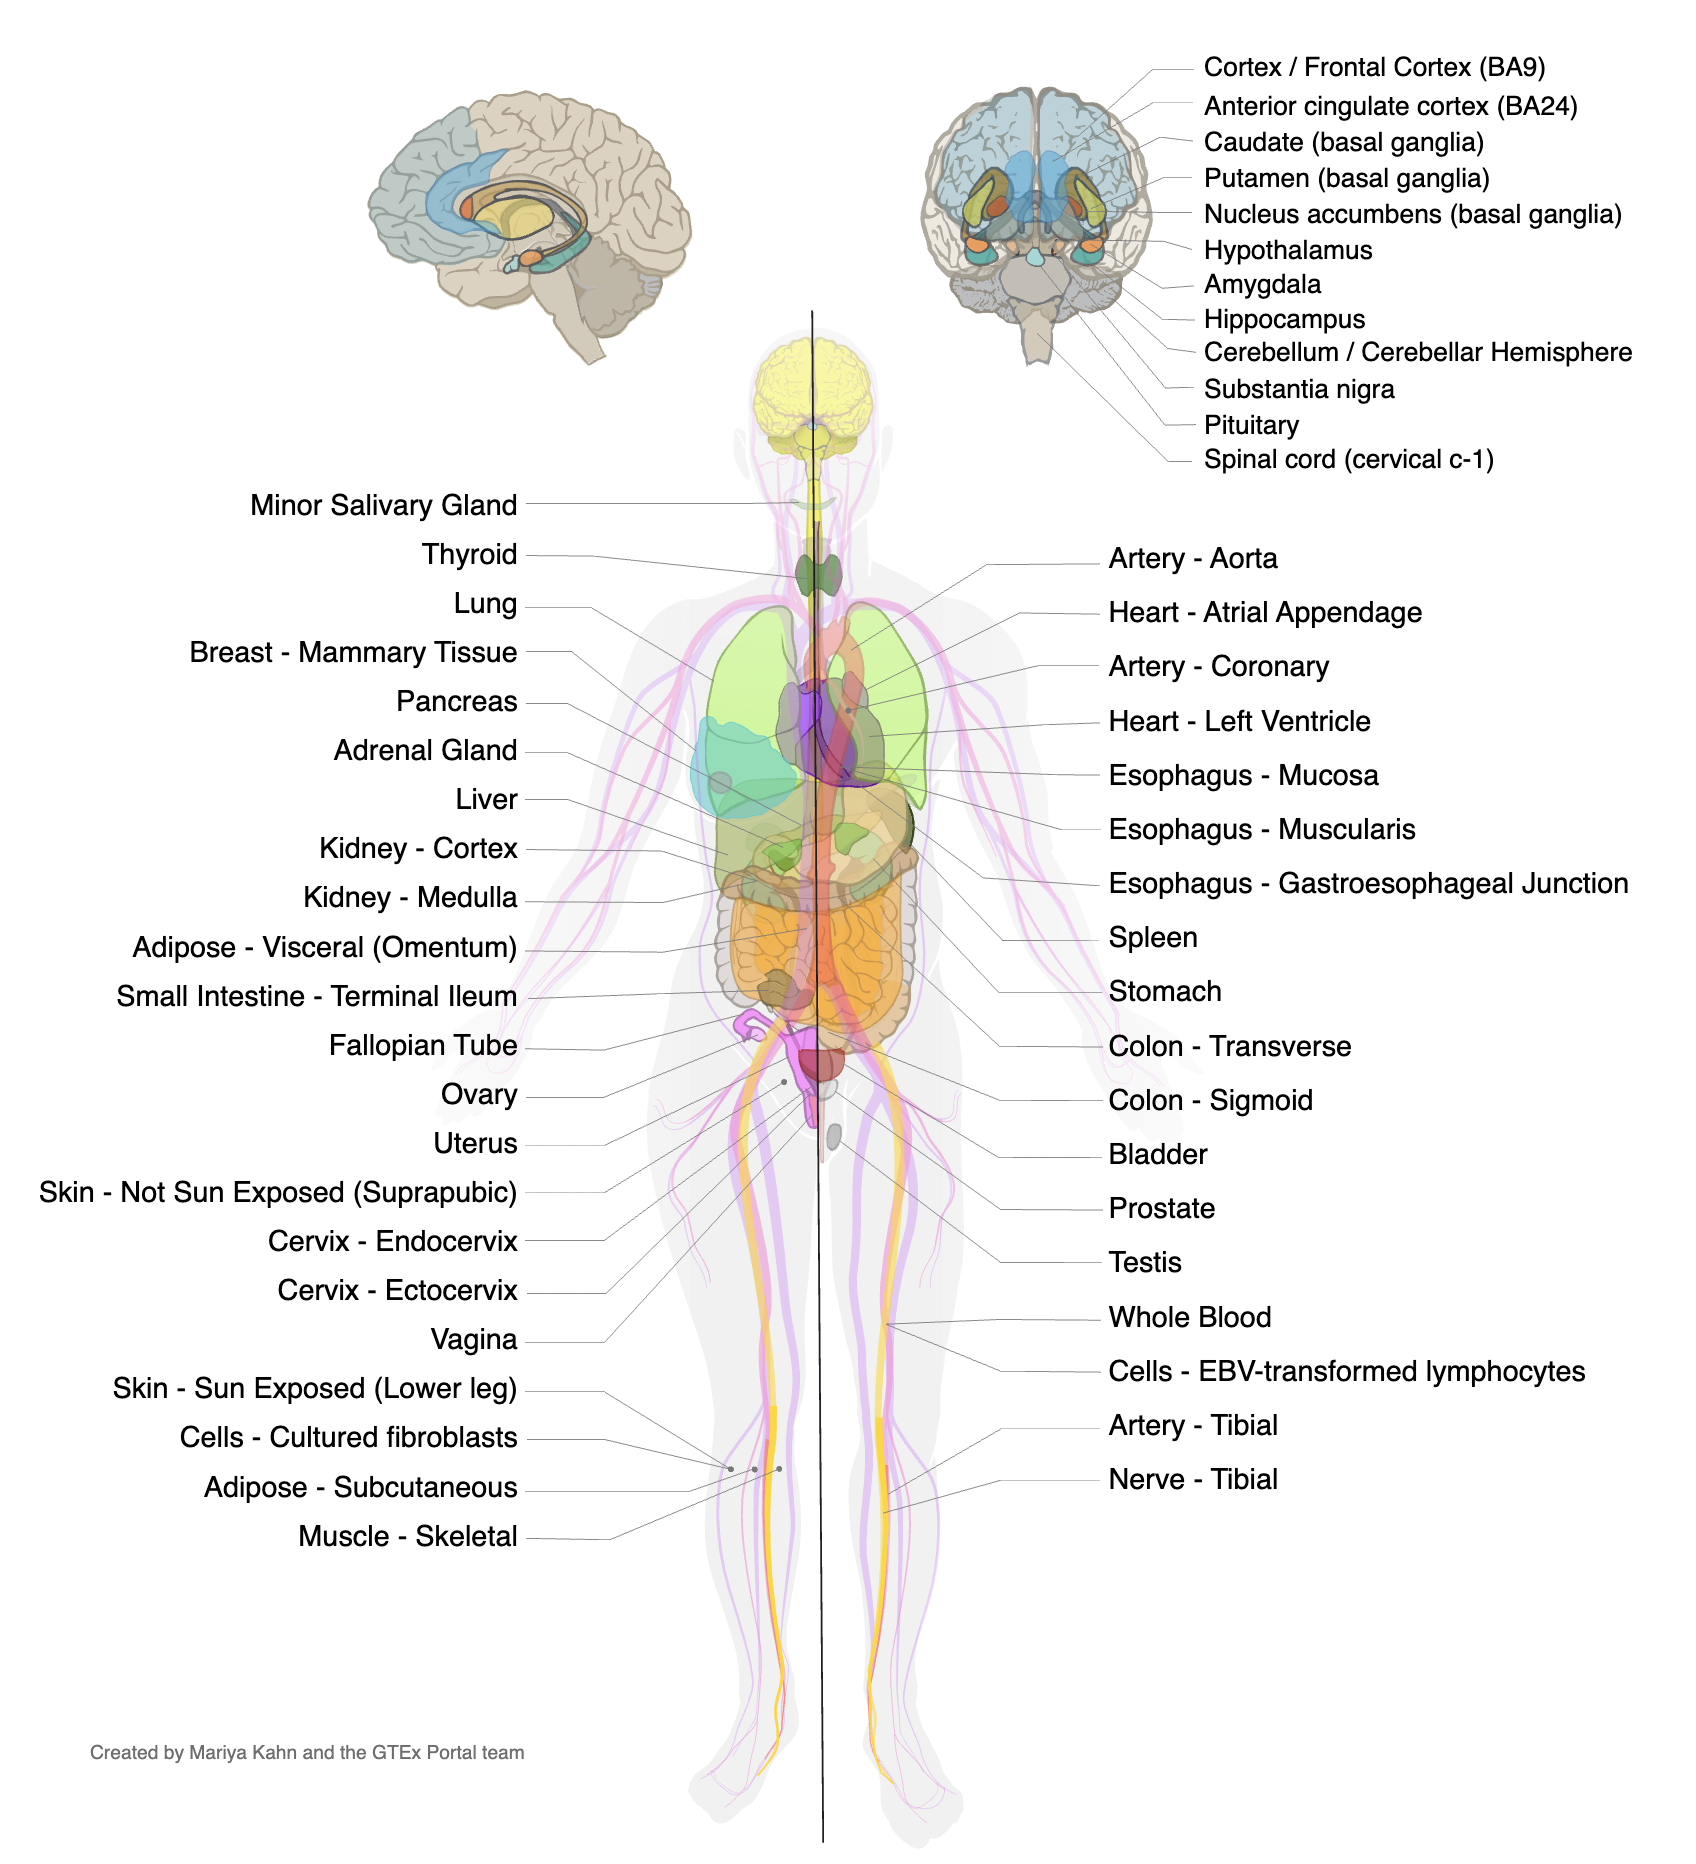 Cortex / Frontal Cortex (BA9)
Anterior cingulate cortex (BA24)
Caudate (basal ganglia)
Putamen (basal ganglia)
Nucleus accumbens (basal ganglia)
Hypothalamus
Amygdala
Hippocampus
Cerebellum / Cerebellar Hemisphere
Substantia nigra
Pituitary
Spinal cord (cervical c-1)
Minor Salivary Gland
Thyroid
Lung
Breast - Mammary Tissue
Pancreas
Adrenal Gland
Liver
Kidney - Cortex
Kidney - Medulla
Adipose - Visceral (Omentum)
Small Intestine - Terminal Ileum
Fallopian Tube
Ovary
Uterus
Skin - Not Sun Exposed (Suprapubic)
Cervix - Endocervix
Cervix - Ectocervix
Vagina
Skin - Sun Exposed (Lower leg)
Cells - Cultured fibroblasts
Adipose - Subcutaneous
Muscle - Skeletal
Artery - Aorta
Heart - Atrial Appendage
Artery - Coronary
Heart - Left Ventricle
Esophagus - Mucosa
Esophagus - Muscularis
Esophagus - Gastroesophageal Junction
Spleen
Stomach
Colon - Transverse
Colon - Sigmoid
Bladder
Prostate
Testis
Whole Blood
Cells - EBV-transformed lymphocytes
Artery - Tibial
Nerve - Tibial
Created by Mariya Kahn and the GTEx Portal team